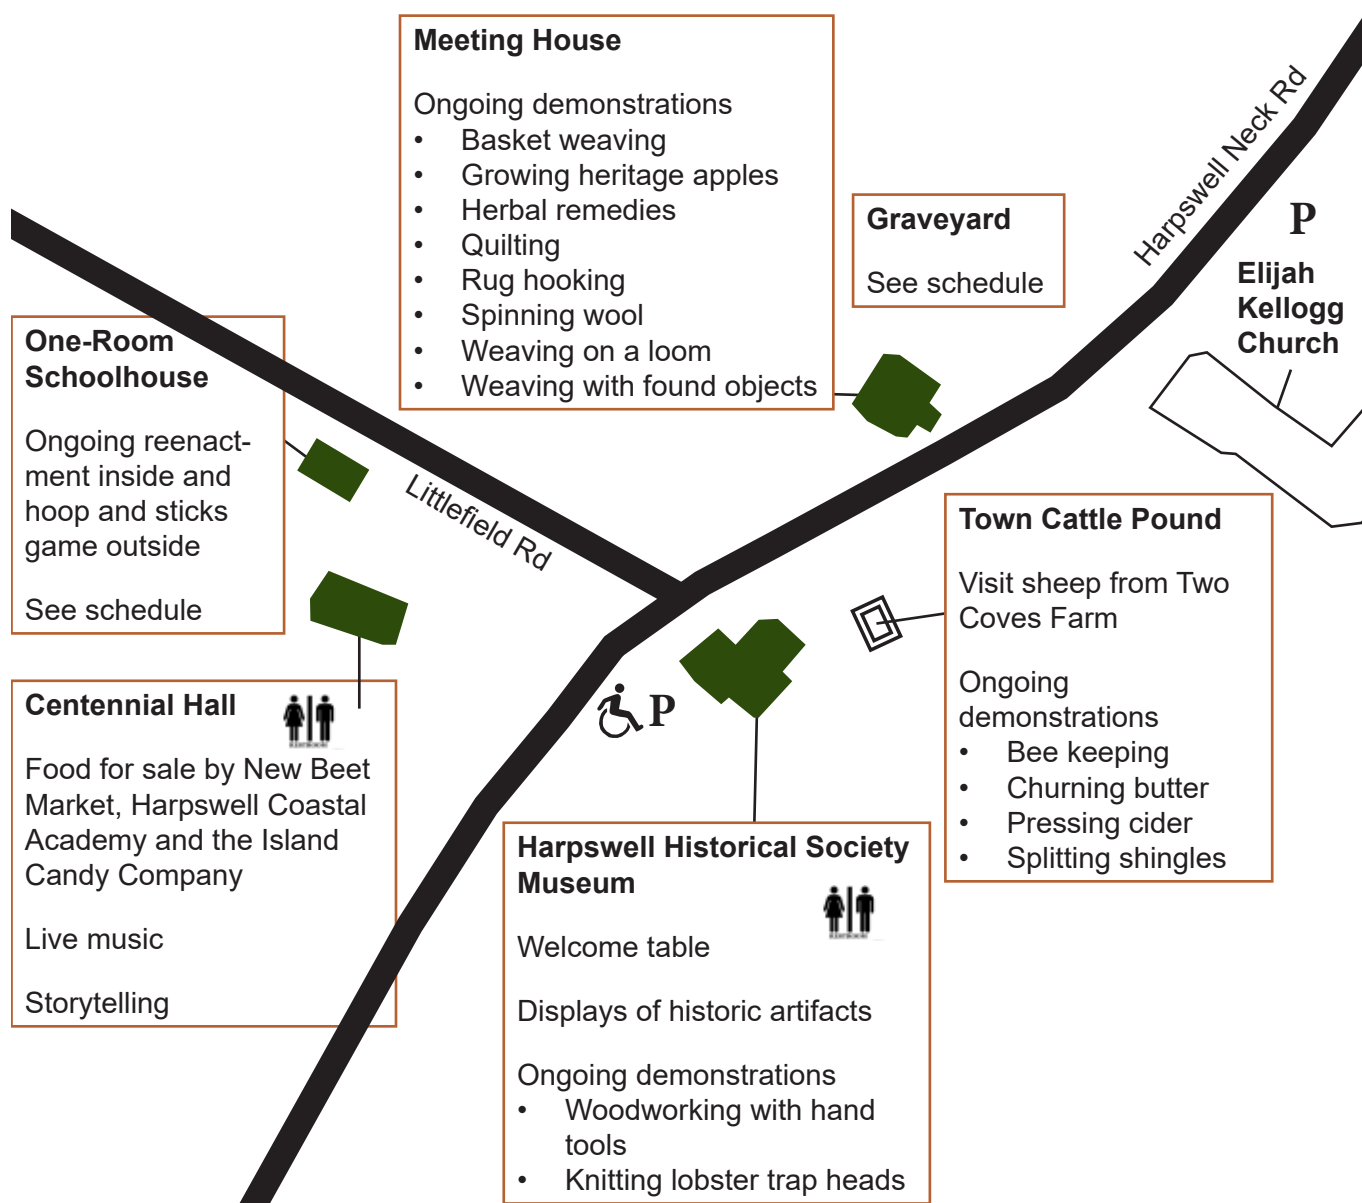 Meeting House
Ongoing demonstrations
• Basket weaving
• Growing heritage apples
• Herbal remedies
• Quilting
• Rug hooking
• Spinning wool
• Weaving on a loom
• Weaving with found objects
Graveyard
See schedule
Harpswell Neck Rd
P
Elijah
Kellogg
Church
One-Room
Schoolhouse
Ongoing reenact-
ment inside and
hoop and sticks
game outside
See schedule
Littlefield Rd
Town Cattle Pound
Visit sheep from Two
Coves Farm
Ongoing
demonstrations
• Bee keeping
• Churning butter
• Pressing cider
• Splitting shingles
P
Centennial Hall
Food for sale by New Beet
Market, Harpswell Coastal
Academy and the Island
Candy Company
Live music
Storytelling
Harpswell Historical Society
Museum
Welcome table
Displays of historic artifacts
Ongoing demonstrations
• Woodworking with hand
tools
• Knitting lobster trap heads